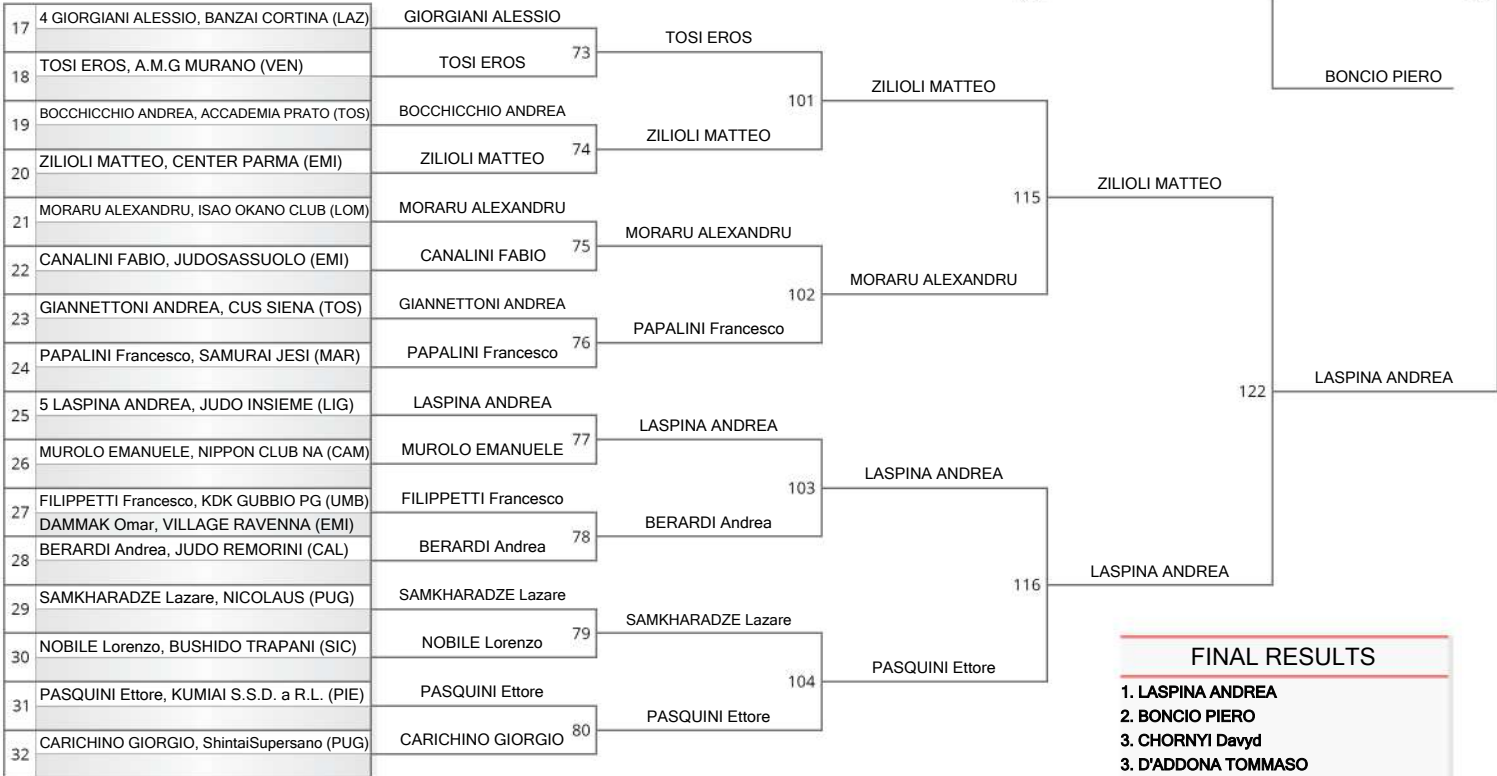 17
4 GIORGIANI ALESSIO, BANZAI CORTINA (LAZ)
18
TOSI EROS, A.M.G MURANO (VEN)
19
BOCCHICCHIO ANDREA, ACCADEMIA PRATO (TOS)
20
ZILIOLI MATTEO, CENTER PARMA (EMI)
21
MORARU ALEXANDRU, ISAO OKANO CLUB (LOM)
22
CANALINI FABIO, JUDOSASSUOLO (EMI)
23
GIANNETTONI ANDREA, CUS SIENA (TOS)
24
PAPALINI Francesco, SAMURAI JESI (MAR)
25
5 LASPINA ANDREA, JUDO INSIEME (LIG)
26
MUROLO EMANUELE, NIPPON CLUB NA (CAM)
27
FILIPPETTI Francesco, KDK GUBBIO PG (UMB)
DAMMAK Omar, VILLAGE RAVENNA (EMI)
28
BERARDI Andrea, JUDO REMORINI (CAL)
29
SAMKHARADZE Lazare, NICOLAUS (PUG)
30
NOBILE Lorenzo, BUSHIDO TRAPANI (SIC)
31
PASQUINI Ettore, KUMIAI S.S.D. a R.L. (PIE)
32
CARICHINO GIORGIO, ShintaiSupersano (PUG)
GIORGIANI ALESSIO
73
TOSI EROS
BOCCHICCHIO ANDREA
74
ZILIOLI MATTEO
MORARU ALEXANDRU
75
CANALINI FABIO
GIANNETTONI ANDREA
76
PAPALINI Francesco
LASPINA ANDREA
77
MUROLO EMANUELE
FILIPPETTI Francesco
78
BERARDI Andrea
SAMKHARADZE Lazare
79
NOBILE Lorenzo
PASQUINI Ettore
80
CARICHINO GIORGIO
TOSI EROS
101
ZILIOLI MATTEO
MORARU ALEXANDRU
102
PAPALINI Francesco
LASPINA ANDREA
103
BERARDI Andrea
SAMKHARADZE Lazare
104
PASQUINI Ettore
ZILIOLI MATTEO
115
MORARU ALEXANDRU
LASPINA ANDREA
116
PASQUINI Ettore
ZILIOLI MATTEO
122
LASPINA ANDREA
BONCIO PIERO
LASPINA ANDREA
FINAL RESULTS
1. LASPINA ANDREA
2. BONCIO PIERO
3. CHORNYI Davyd
3. D'ADDONA TOMMASO